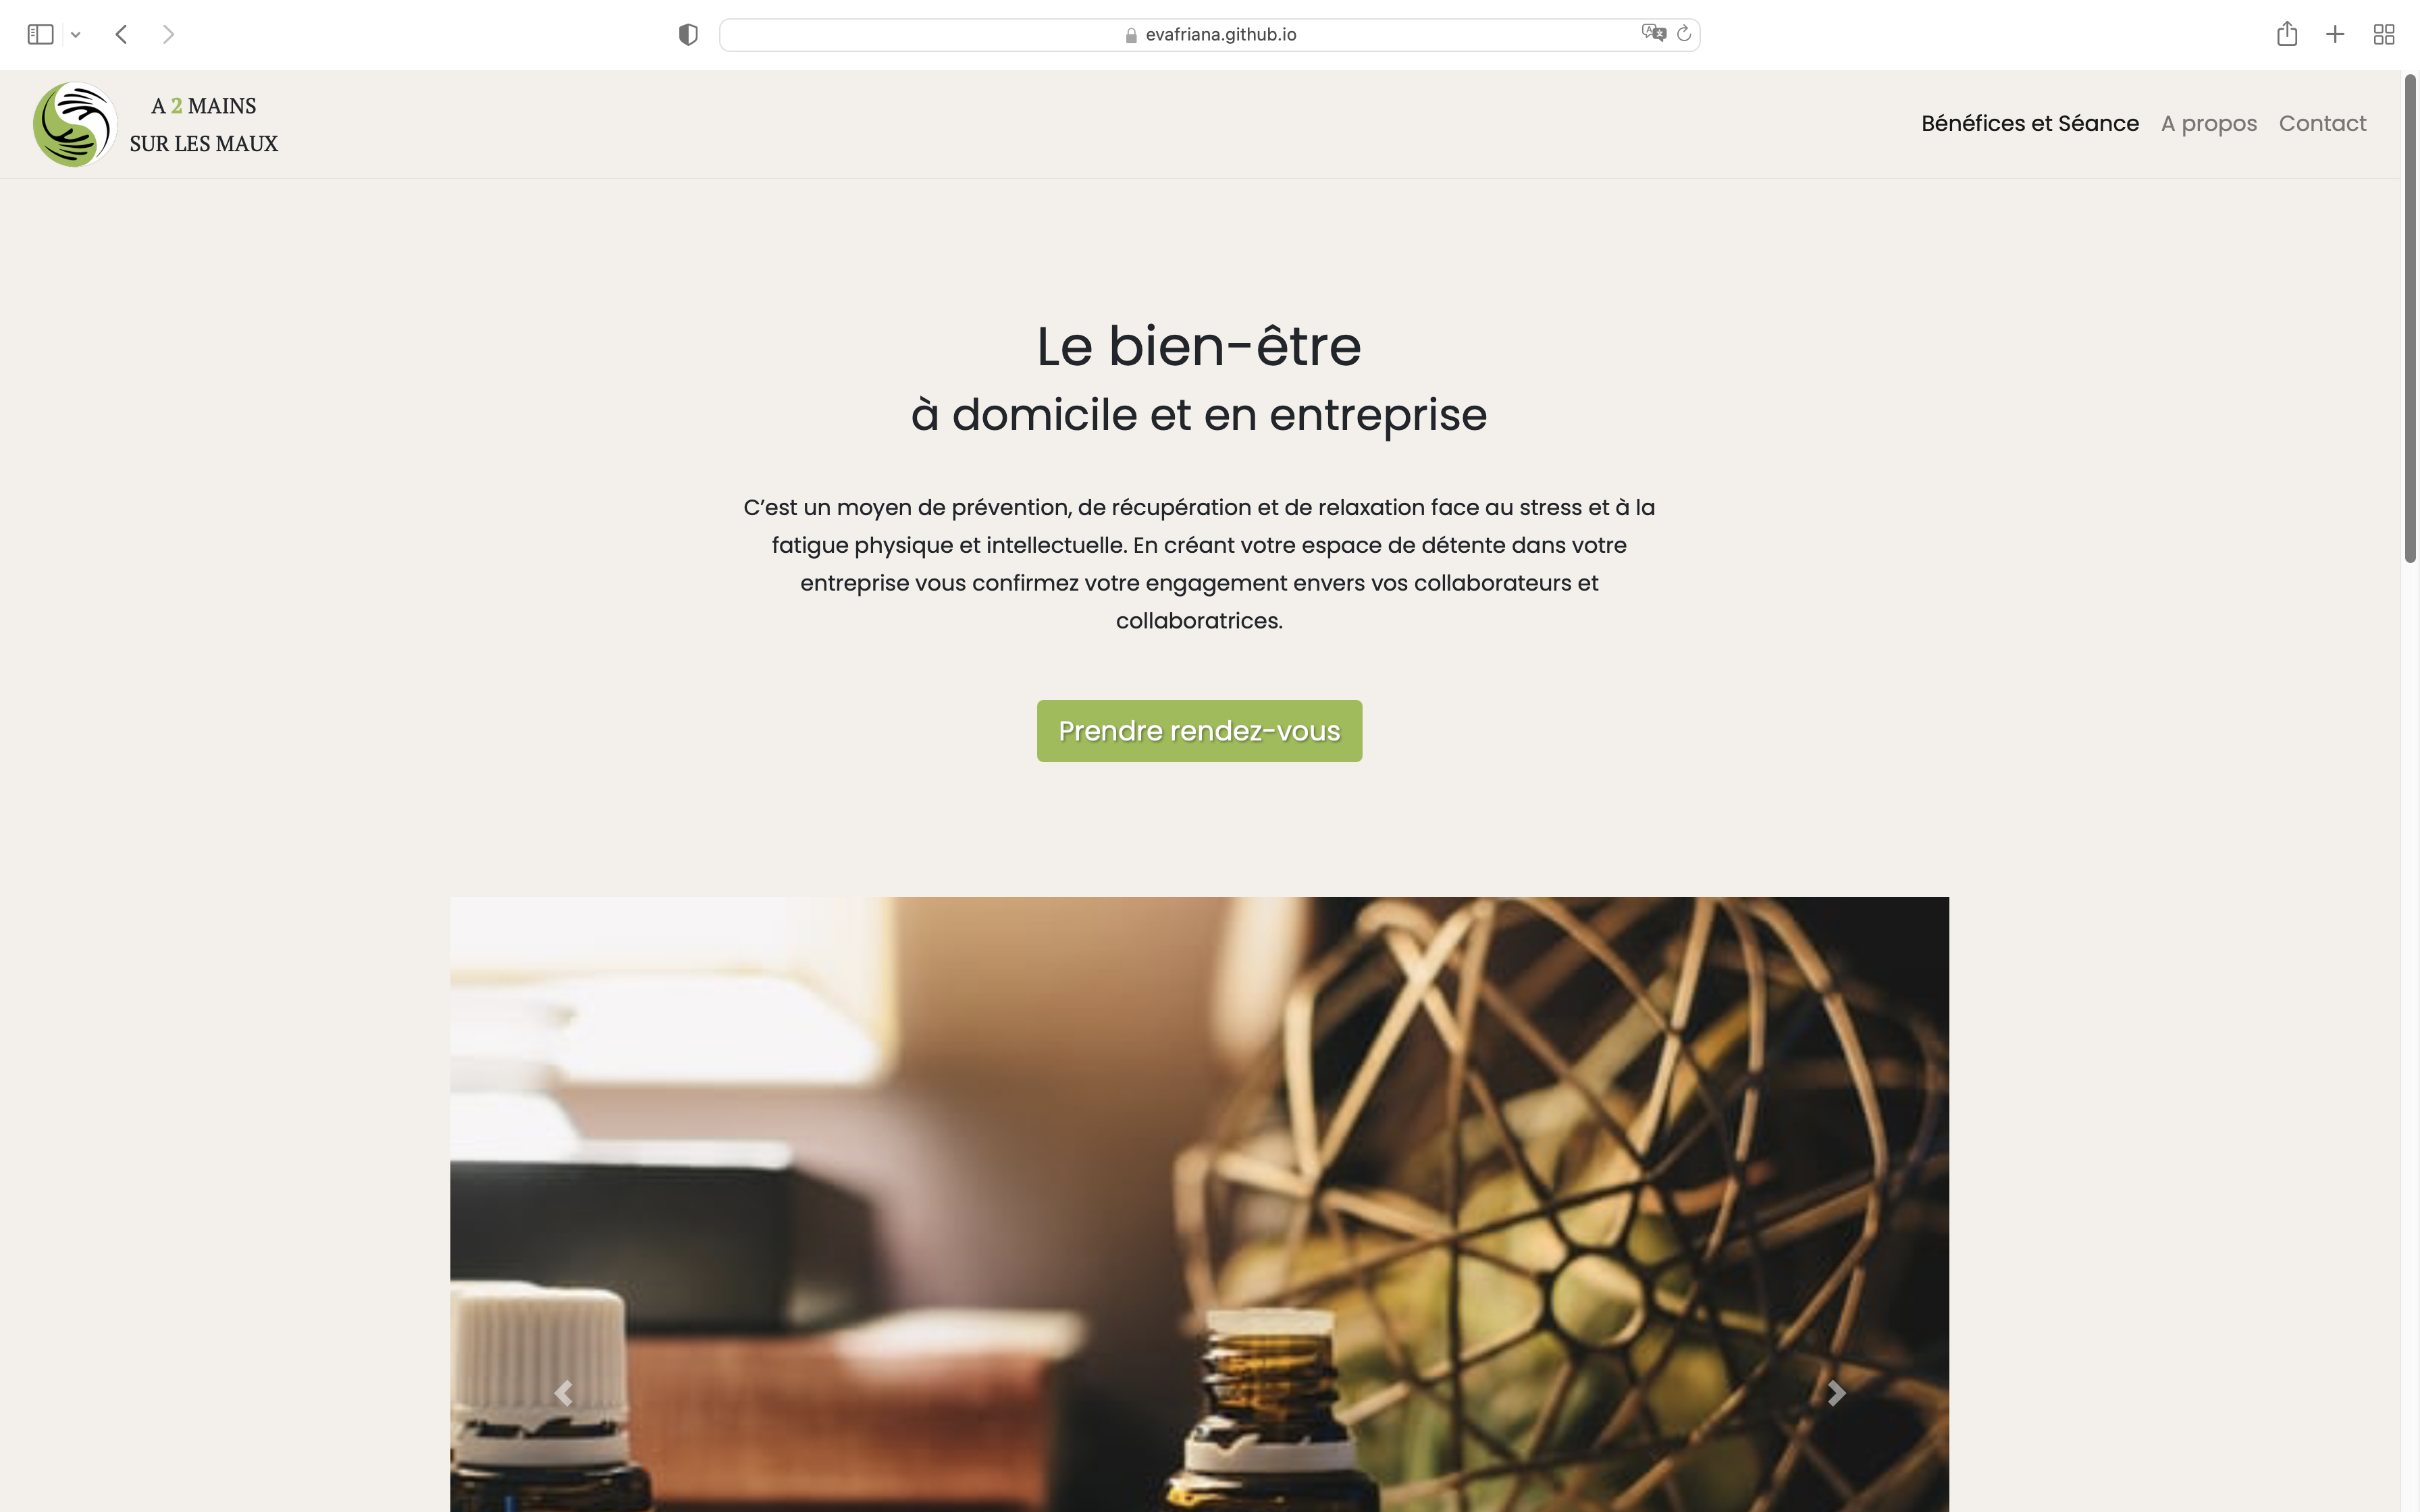 evafriana.github.io
A 2 MAINS
SUR LES MAUX
Bénéfices et Séance A propos Contact
Le bien-être
à domicile et en entreprise
C’est un moyen de prévention, de récupération et de relaxation face au stress et à la
fatigue physique et intellectuelle. En créant votre espace de détente dans votre
entreprise vous confirmez votre engagement envers vos collaborateurs et
collaboratrices.
Prendre rendez-vous